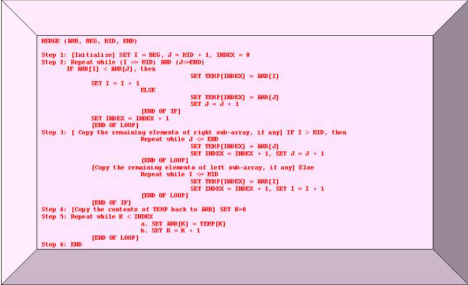 MERGE (ARR, BEG, MID, END)
Step 1: [Initialize] SET I = BEG, J = MID + 1, INDEX = 0
Step 2: Repeat while (I <= MID) AND (J<=END)
IF ARR[I] < ARR[J], then
SET TEMP[INDEX] = ARR[I]
SET I = I + 1
ELSE
SET TEMP[INDEX] = ARR[J]
SET J = J + 1
[END OF IF]
SET INDEX = INDEX + 1
[END OF LOOP]
Step 3: [ Copy the remaining elements of right sub-array, if any] IF I > MID, then
Repeat while J <= END
SET TEMP[INDEX] = ARR[J]
SET INDEX = INDEX + 1, SET J = J + 1
[END OF LOOP]
[Copy the remaining elements of left sub-array, if any] Else
Repeat while I <= MID
SET TEMP[INDEX] = ARR[I]
SET INDEX = INDEX + 1, SET I = I + 1
[END OF LOOP]
[END OF IF]
Step 4: [Copy the contents of TEMP back to ARR] SET K=0
Step 5: Repeat while K < INDEX
a. SET ARR[K] = TEMP[K]
b. SET K = K + 1
[END OF LOOP]
Step 6: END